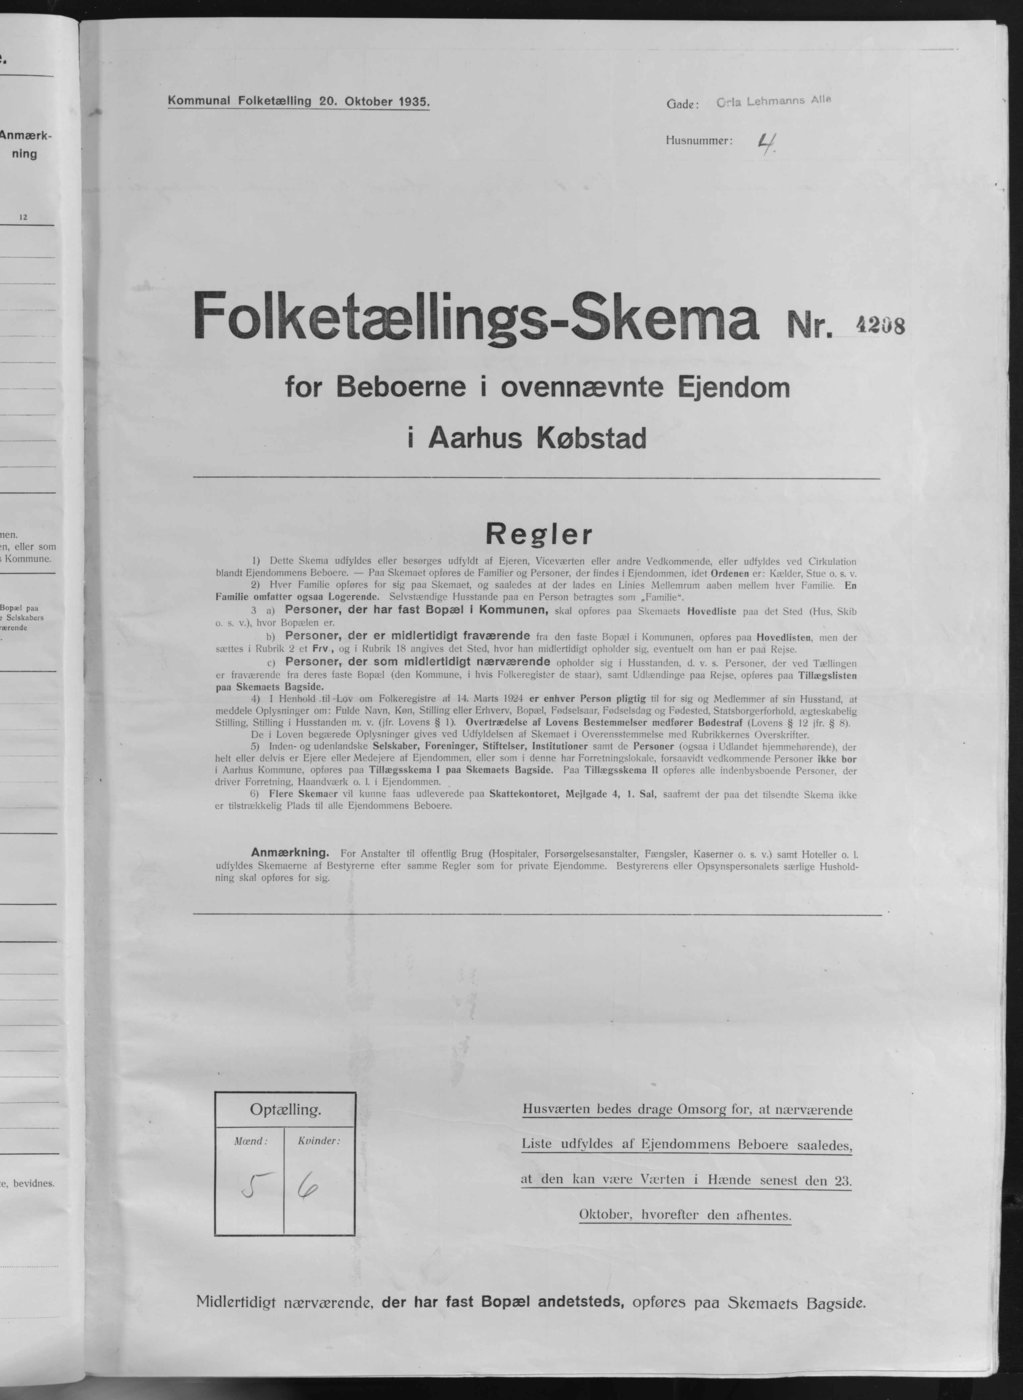 Anmærk-
ning
12
men.
en, eller som
s Kommune.
Bopæl paa
e Selskabers
værende
e, bevidnes.
Kommunal Folketælling 20. Oktober 1935.
Gade: Orla Lehmanns Alle
Husnummer: 4.
Folketællings-Skema Nr. 4208
for Beboerne i ovennævnte Ejendom
i Aarhus Købstad
Regler
1) Dette Skema udfyldes eller besørges udfyldt af Ejeren, Viceværten eller andre Vedkommende, eller udfyldes ved Cirkulation
blandt Ejendommens Beboere. — Paa Skemaet opføres de Familier og Personer, der findes i Ejendommen, idet Ordenen er: Kælder, Stue o. s. v.
2) Hver Familie opføres for sig paa Skemaet, og saaledes at der lades en Linies Mellemrum aaben mellem hver Familie. En
Familie omfatter ogsaa Logerende. Selvstændige Husstande paa en Person betragtes som „Familie“.
3 a) Personer, der har fast Bopæl i Kommunen, skal opføres paa Skemaets Hovedliste paa det Sted (Hus, Skib
o. s. v.), hvor Bopælen er.
b) Personer, der er midlertidigt fraværende fra den faste Bopæl i Kommunen, opføres paa Hovedlisten, men der
sættes i Rubrik 2 et Frv., og i Rubrik 18 angives det Sted, hvor han midlertidigt opholder sig, eventuelt om han er paa Rejse.
c) Personer, der som midlertidigt nærværende opholder sig i Husstanden, d. v. s. Personer, der ved Tællingen
er fraværende fra deres faste Bopæl (den Kommune, i hvis Folkeregister de staar), samt Udlændinge paa Rejse, opføres paa Tillægslisten
paa Skemaets Bagside.
4) I Henhold til Lov om Folkeregistre af 14. Marts 1924 er enhver Person pligtig til for sig og Medlemmer af sin Husstand, at
meddele Oplysninger om: Fulde Navn, Køn, Stilling eller Erhverv, Bopæl, Fødselsaar, Fødselsdag og Fødested, Statsborgerforhold, ægteskabelig
Stilling, Stilling i Husstanden m. v. (jfr. Lovens § 1). Overtrædelse af Lovens Bestemmelser medfører Bødestraf (Lovens § 12 jfr. § 8).
De i Loven begærede Oplysninger gives ved Udfyldelsen af Skemaet i Overensstemmelse med Rubrikkernes Overskrifter.
5) Inden- og udenlandske Selskaber, Foreninger, Stiftelser, Institutioner samt de Personer (ogsaa i Udlandet hjemmehørende), der
helt eller delvis er Ejere eller Medejere af Ejendommen, eller som i denne har Forretningslokale, forsaavidt vedkommende Personer ikke bor
i Aarhus Kommune, opføres paa Tillægsskema I paa Skemaets Bagside. Paa Tillægsskema II opføres alle indenbysboende Personer, der
driver Forretning, Haandværk o. l. i Ejendommen.
6) Flere Skemaer vil kunne faas udleverede paa Skattekontoret, Mejlgade 4, 1. Sal, saafremt der paa det tilsendte Skema ikke
er tilstrækkelig Plads til alle Ejendommens Beboere.
Anmærkning. For Anstalter til offentlig Brug (Hospitaler, Forsørgelsesanstalter, Fængsler, Kaserner o. s. v.) samt Hoteller o. l.
udfyldes Skemaerne af Bestyrerne efter samme Regler som for private Ejendomme. Bestyrerens eller Opsynspersonalets særlige Hushold-
ning skal opføres for sig.
Optælling.
Mænd: Kvinder:
5 6
Husværten bedes drage Omsorg for, at nærværende
Liste udfyldes af Ejendommens Beboere saaledes,
at den kan være Værten i Hænde senest den 23.
Oktober, hvorefter den afhentes.
Midlertidigt nærværende, der har fast Bopæl andetsteds, opføres paa Skemaets Bagside.